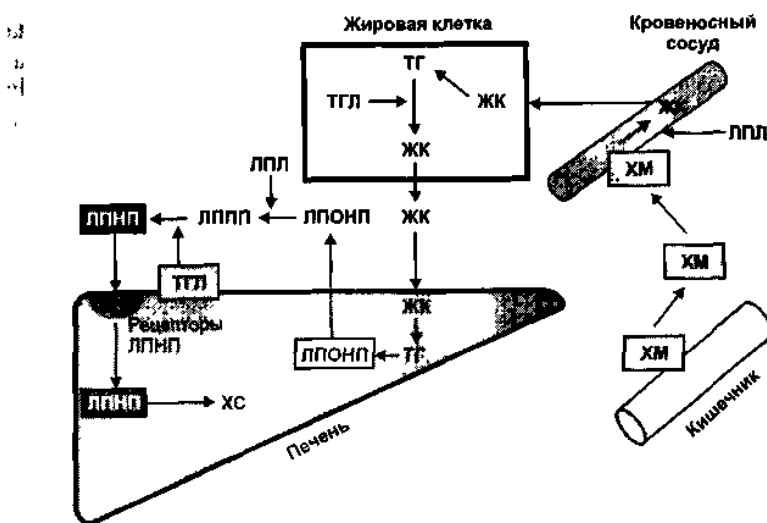 Жировая клетка
Кровеносный
сосуд
ТГ
ТГЛ
ЖК
ЖК
ЖК
ЛПЛ
ХМ
ЛПЛ
ЛПНП
ЛППП
ЛПОНП
ЖК
ХМ
ТГЛ
ЖК
Рецепторы
ЛПНП
ЛПОНП
ТГ
ХМ
ЛПНП
ХС
Печень
Кишечник